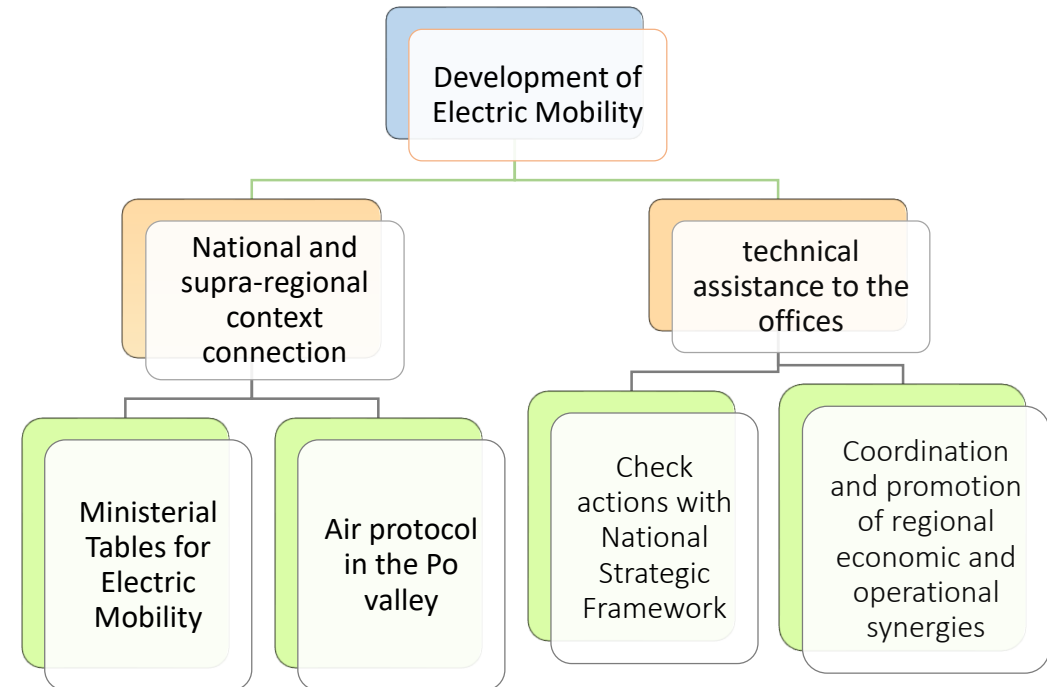 Development of
Electric Mobility
National and
supra-regional
context
connection
technical
assistance to the
offices
Ministerial
Tables for
Electric
Mobility
Air protocol
in the Po
valley
Check
actions with
National
Strategic
Framework
Coordination
and promotion
of regional
economic and
operational
synergies